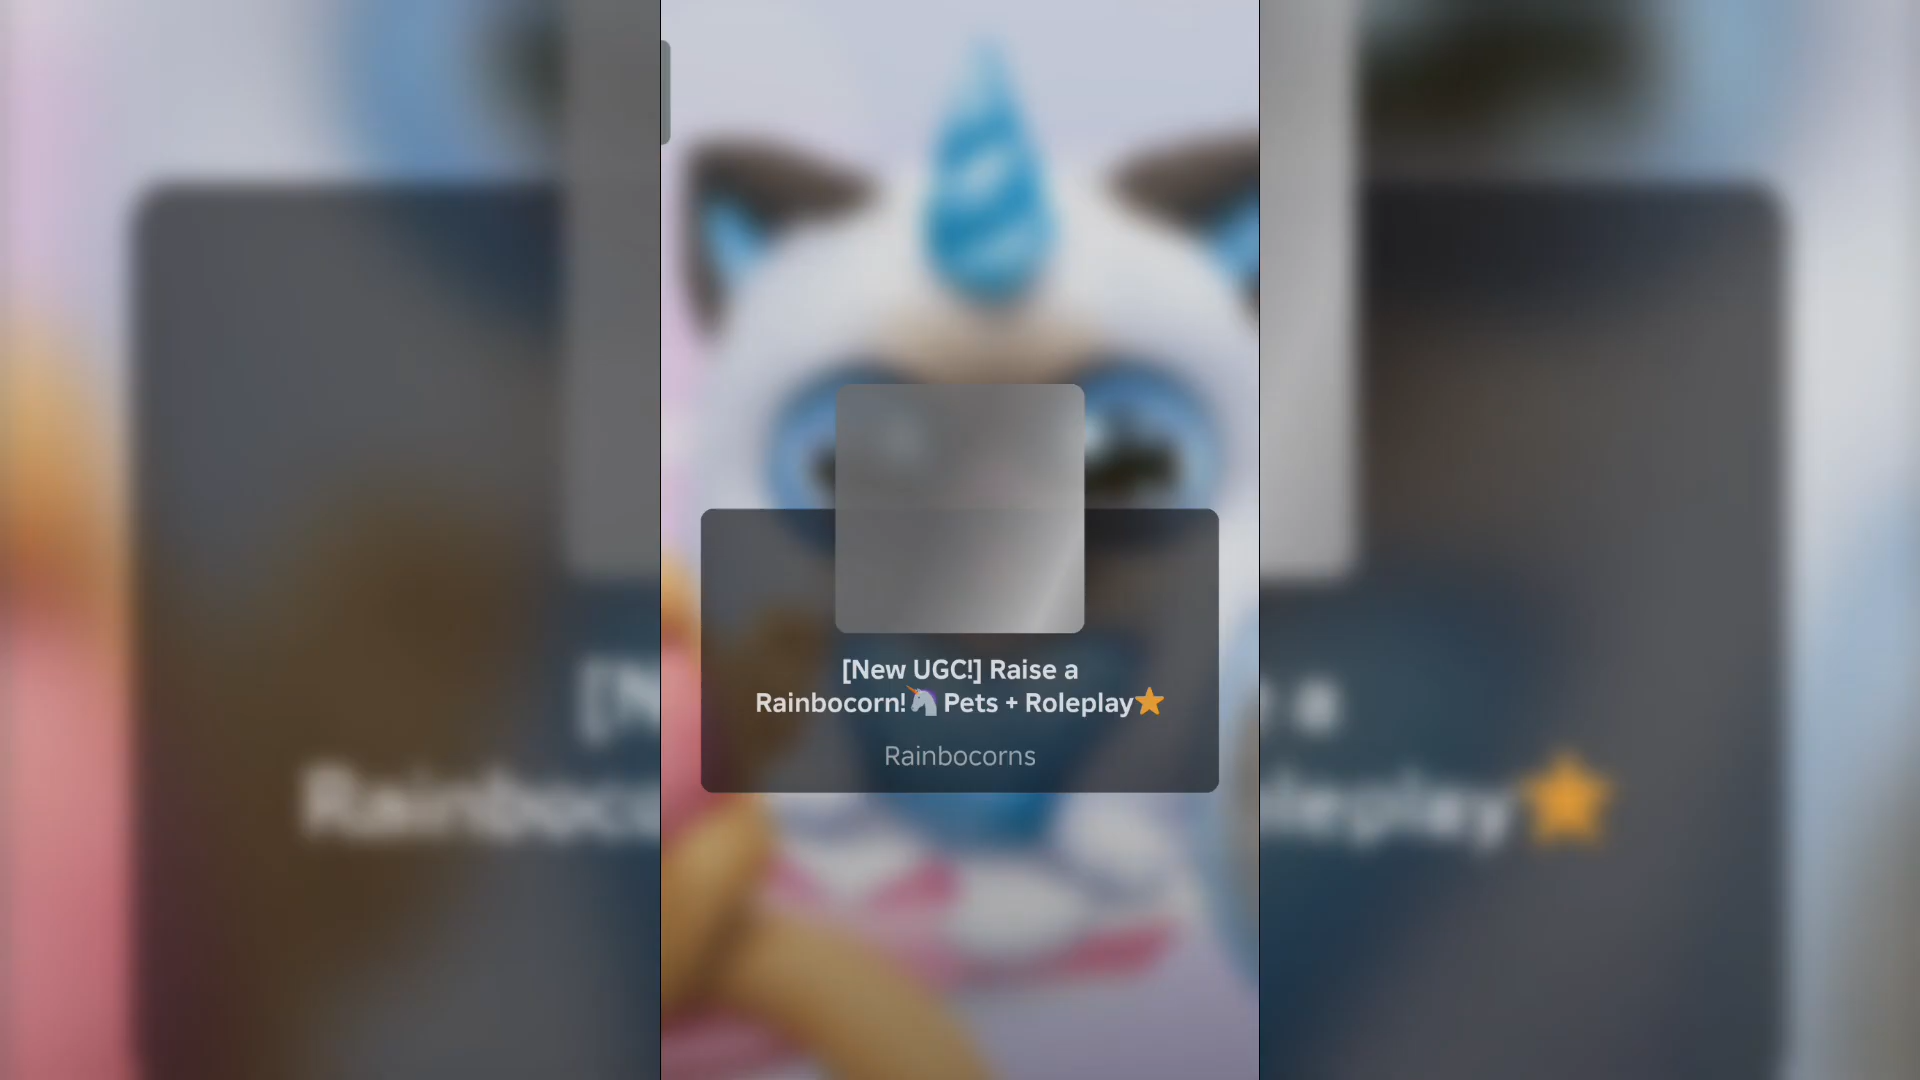 [New UGC!] Raise a
Rainbocorn!🦄 Pets + Roleplay⭐
Rainbocorns